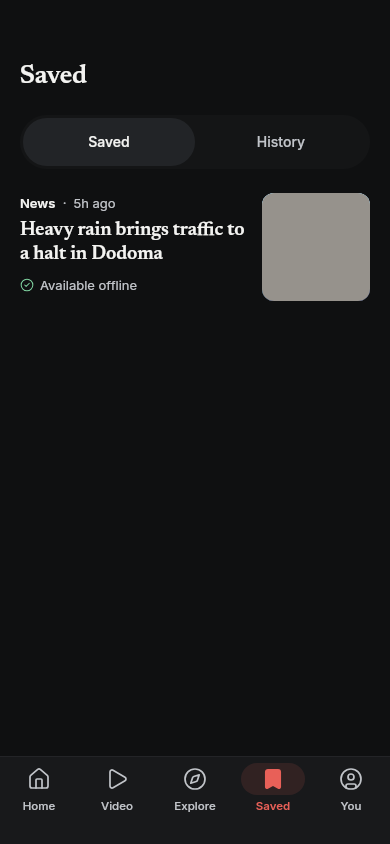 Saved
Saved
History
News · 5h ago
Heavy rain brings traffic to
a halt in Dodoma
Available offline
Home
Video
Explore
Saved
You